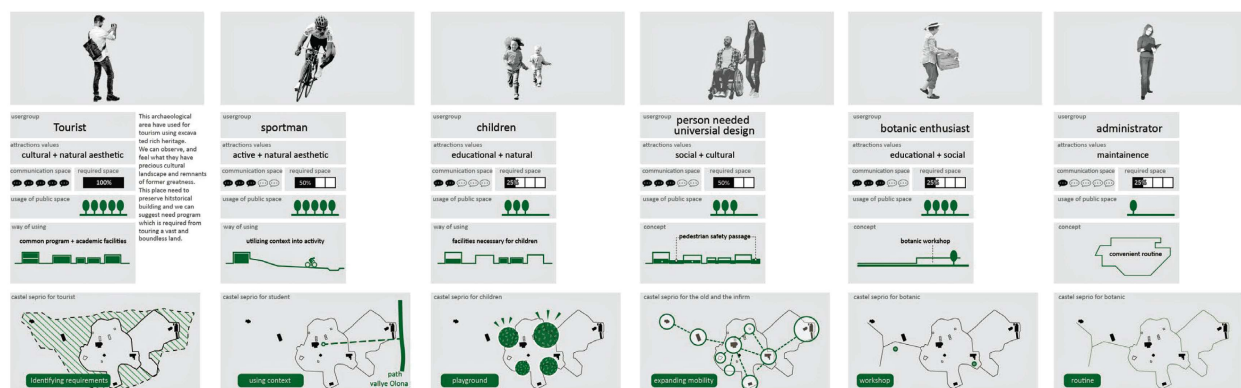 usergroup
Tourist
attractions values
cultural + natural aesthetic
communication space
required space
100%
usage of public space
way of using
common program + academic facilities
This archaeological
area have used for
tourism using excava
ted rich heritage.
We can observe, and
feel what they have
precious cultural
landscape and remnants
of former greatness.
This place need to
preserve hitstorical
building and we can
suggest need program
which is required from
touring a vast and
boundless land.
castel seprio for tourist
Identifying requirements
usergroup
sportman
attractions values
active + natural aesthetic
communication space
required space
50%
usage of public space
way of using
utilizing context into activity
castel seprio for student
using context
path
vallye Olona
usergroup
children
attractions values
educational + natural
communication space
required space
25%
usage of public space
way of using
facilities necessary for children
castel seprio for children
playground
usergroup
person needed
universial design
attractions values
social + cultural
communication space
required space
50%
usage of public space
concept
pedestrian safety passage
castel seprio for the old and the infirm
expanding mobility
usergroup
botanic enthusiast
attractions values
educational + social
communication space
required space
25%
usage of public space
concept
botanic workshop
castel seprio for botanic
workshop
usergroup
administrator
attractions values
maintainence
communication space
required space
25%
usage of public space
concept
convenient routine
castel seprio for botanic
routine